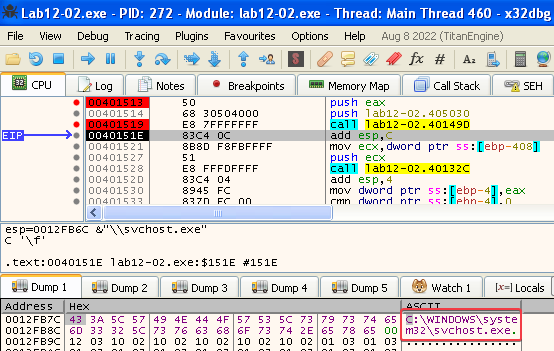 Lab12-02.exe - PID: 272 - Module: lab12-02.exe - Thread: Main Thread 460 - x32dbg
File View Debug Tracing Plugins Favourites Options Help Aug 8 2022 (TitanEngine)
CPU Log Notes Breakpoints Memory Map Call Stack SEH
00401513 50 push eax
00401514 68 30504000 push lab12-02.405030
00401519 E8 7FFFFFFF call lab12-02.40149D
EIP 0040151E 83C4 0C add esp,C
00401521 8B8D F8FBFFFF mov ecx,dword ptr ss:[ebp-408]
00401527 51 push ecx
00401528 E8 FFFDFFFF call lab12-02.40132C
0040152D 83C4 04 add esp,4
00401530 8945 FC mov dword ptr ss:[ebp-4],eax
00401533 837D FC 00 cmp dword ptr ss:[ebp-4],0
esp=0012FB6C &"\\svchost.exe"
C '\f'
.text:0040151E lab12-02.exe:$151E #151E
Dump 1 Dump 2 Dump 3 Dump 4 Dump 5 Watch 1 [x=] Locals
Address Hex ASCII
0012FB7C 43 3A 5C 57 49 4E 44 4F 57 53 5C 73 79 73 74 65 C:\WINDOWS\syste
0012FB8C 6D 33 32 5C 73 76 63 68 6F 73 74 2E 65 78 65 00 m32\svchost.exe.
0012FB9C 12 03 10 02 10 02 10 02 10 02 10 02 01 03 01 03